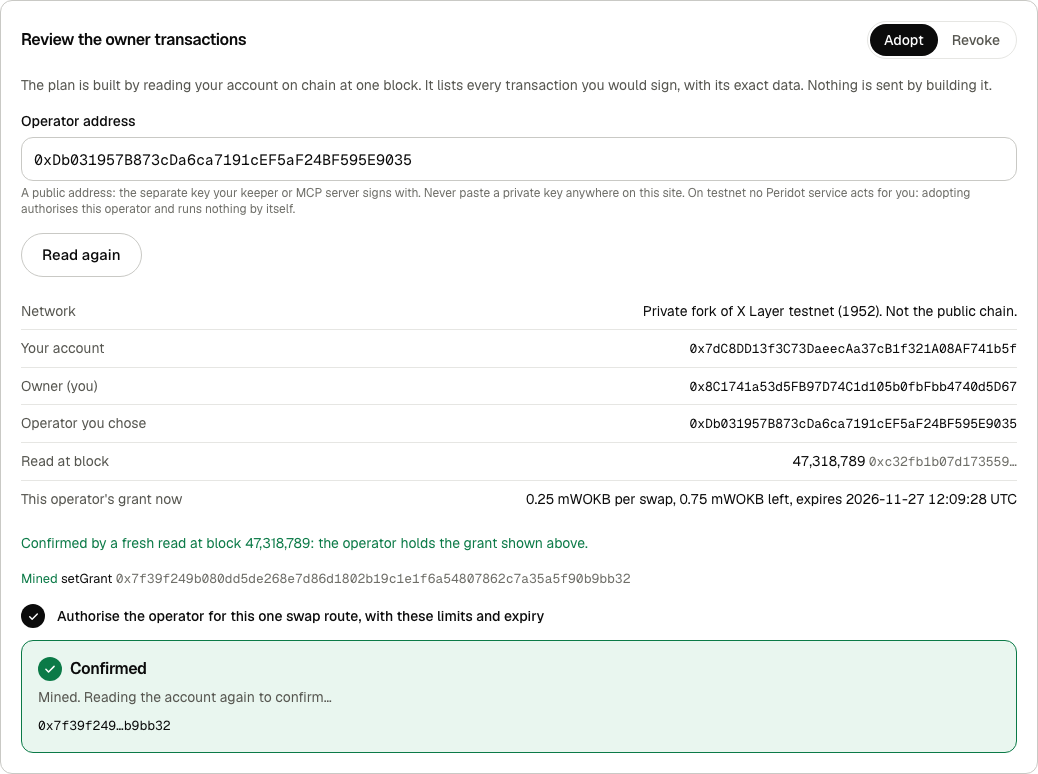 Review the owner transactions
Adopt
Revoke
The plan is built by reading your account on chain at one block. It lists every transaction you would sign, with its exact data. Nothing is sent by building it.
Operator address
0xDb031957B873cDa6ca7191cEF5aF24BF595E9035
A public address: the separate key your keeper or MCP server signs with. Never paste a private key anywhere on this site. On testnet no Peridot service acts for you: adopting
authorises this operator and runs nothing by itself.
Read again
Network
Private fork of X Layer testnet (1952). Not the public chain.
Your account
0x7dC8DD13f3C73DaeecAa37cB1f321A08AF741b5f
Owner (you)
0x8C1741a53d5FB97D74C1d105b0fbFbb4740d5D67
Operator you chose
0xDb031957B873cDa6ca7191cEF5aF24BF595E9035
Read at block
47,318,789 0xc32fb1b07d173559…
This operator's grant now
0.25 mWOKB per swap, 0.75 mWOKB left, expires 2026-11-27 12:09:28 UTC
Confirmed by a fresh read at block 47,318,789: the operator holds the grant shown above.
Mined setGrant 0x7f39f249b080dd5de268e7d86d1802b19c1e1f6a54807862c7a35a5f90b9bb32
Authorise the operator for this one swap route, with these limits and expiry
Confirmed
Mined. Reading the account again to confirm…
0x7f39f249…b9bb32